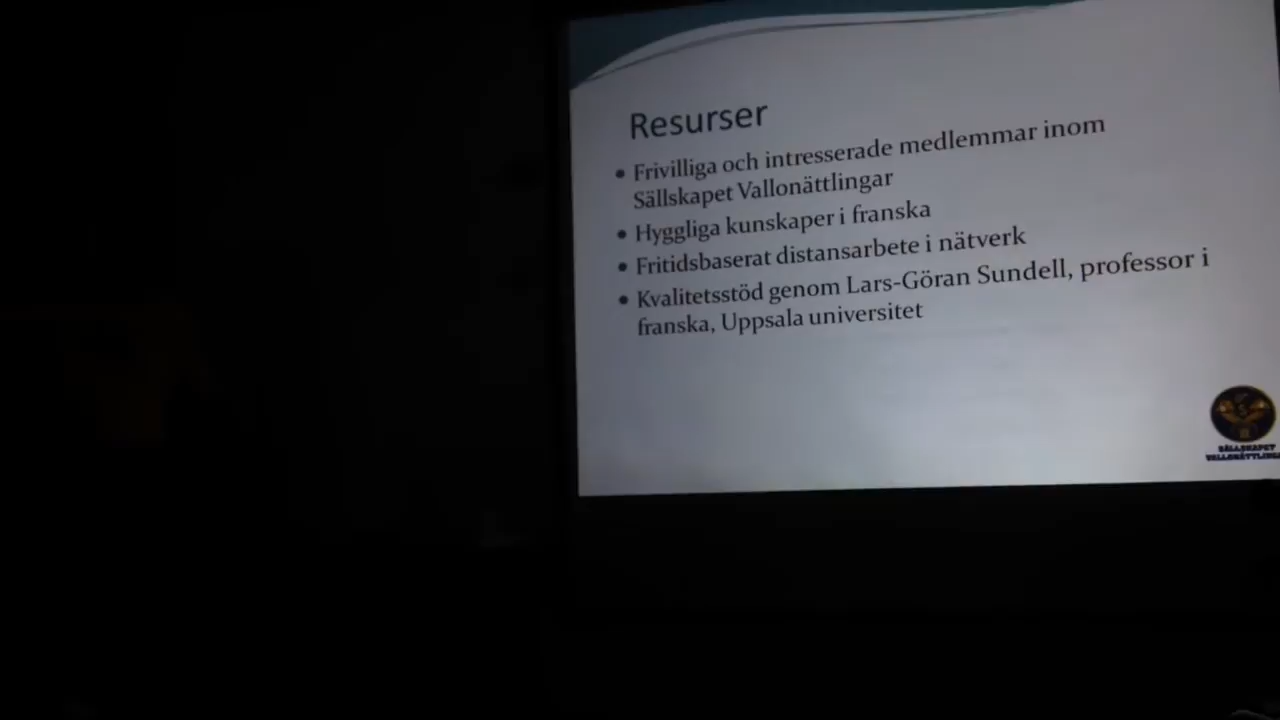 Resurser
• Frivilliga och intresserade medlemmar inom
Sällskapet Vallonättlingar
• Hyggliga kunskaper i franska
• Fritidsbaserat distansarbete i nätverk
• Kvalitetsstöd genom Lars-Göran Sundell, professor i
franska, Uppsala universitet
SÄLLSKAPET